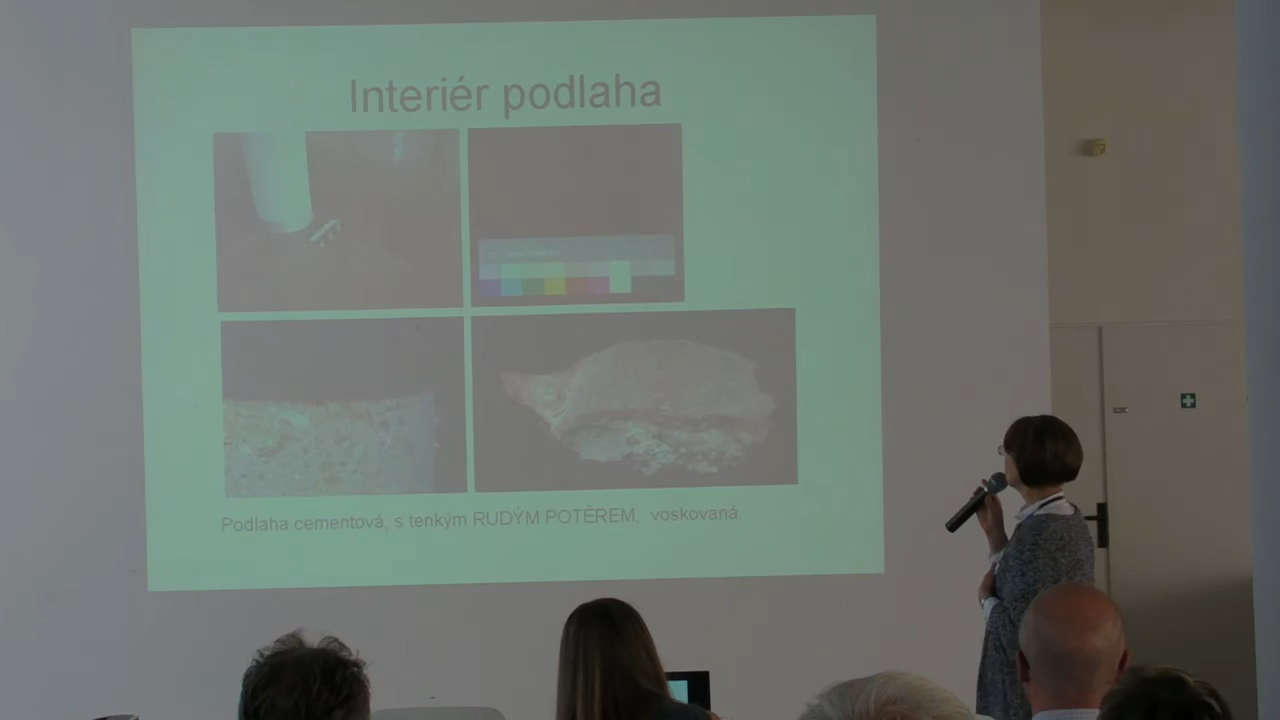 Interiér podlaha
Podlaha cementová, s tenkým RUDÝM POTĚREM, voskovaná.